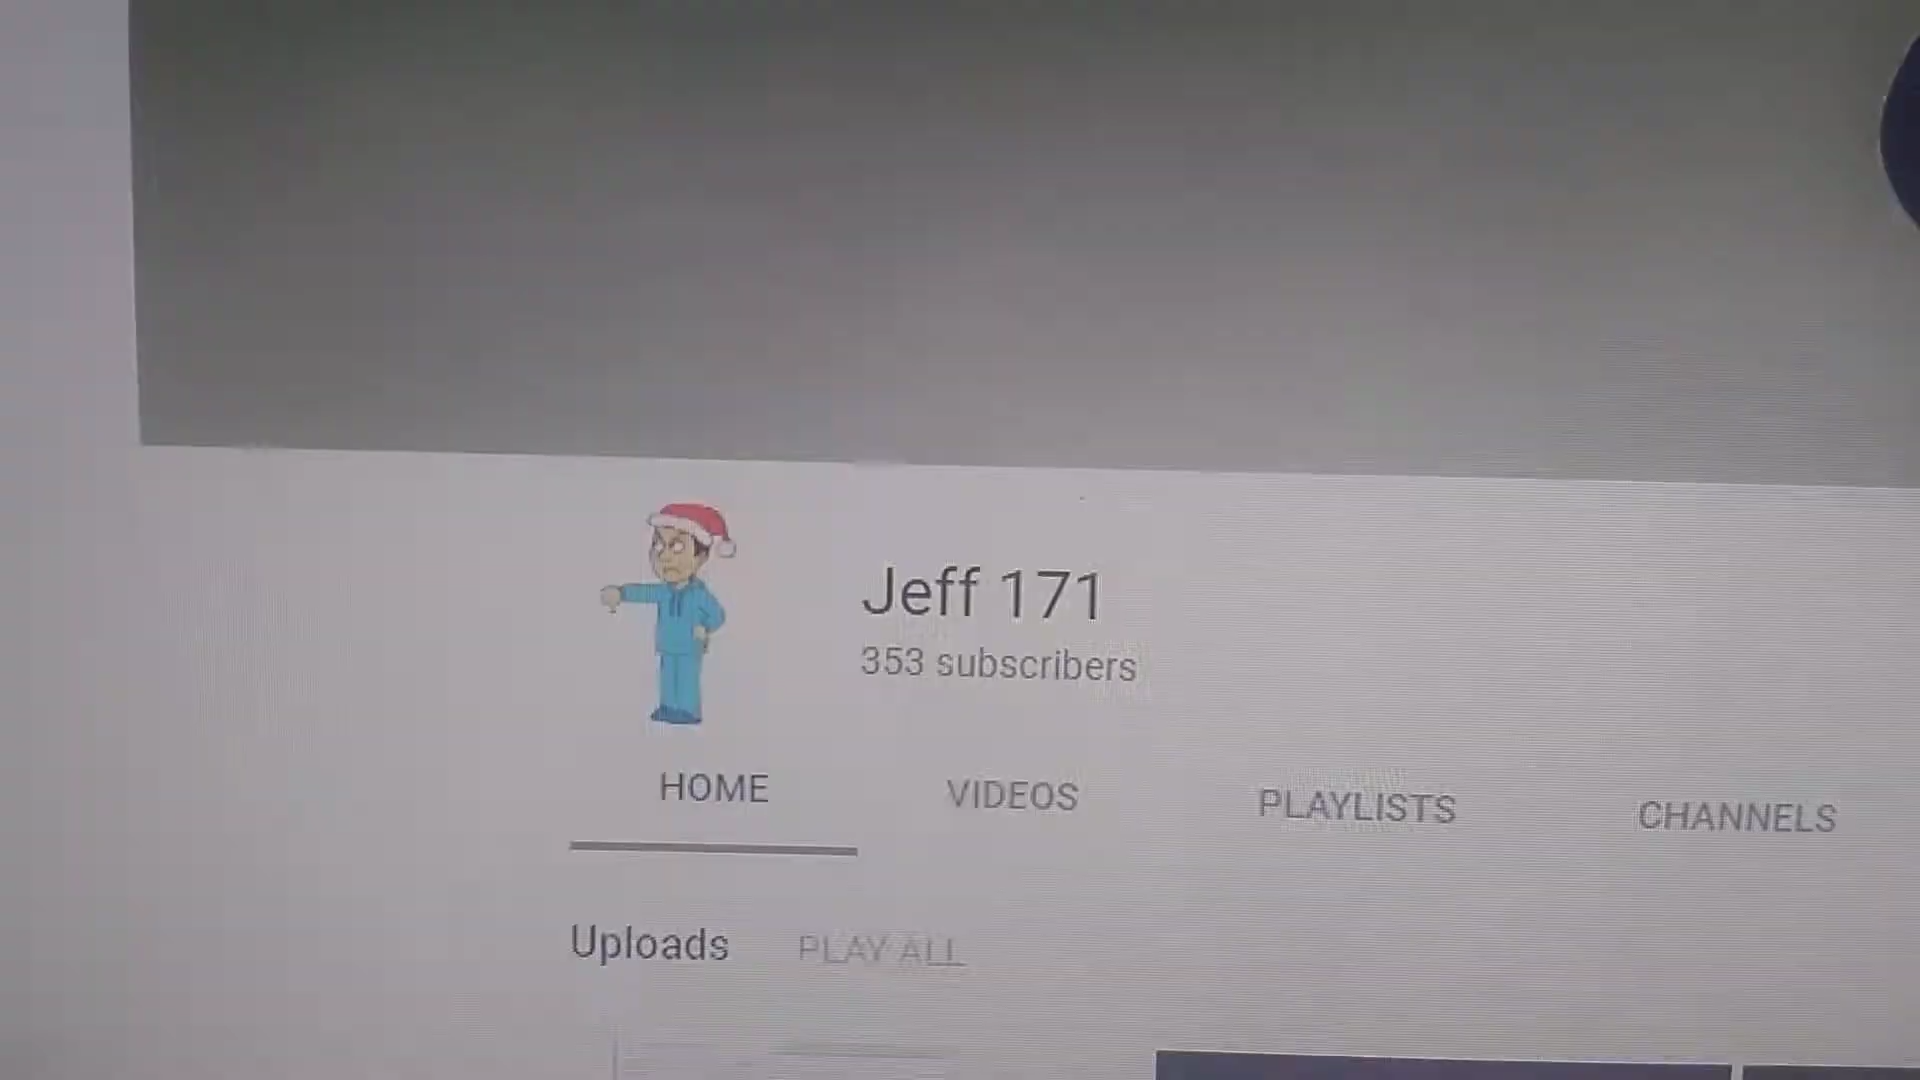 Jeff 171
353 subscribers
HOME VIDEOS PLAYLISTS CHANNELS
Uploads PLAY ALL